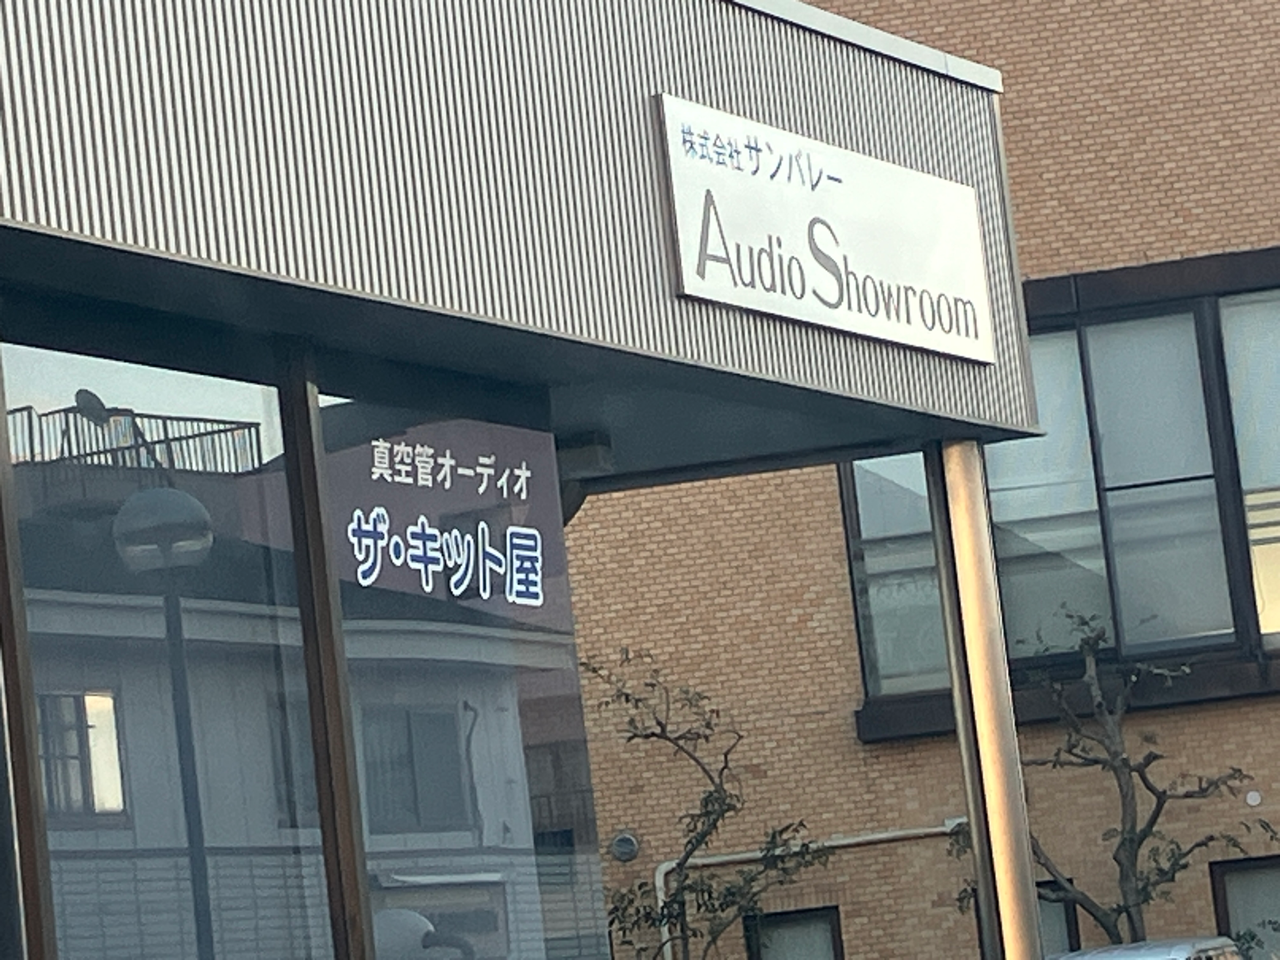 株式会社サンバレー
Audio Showroom
真空管オーディオ
ザ・キット屋